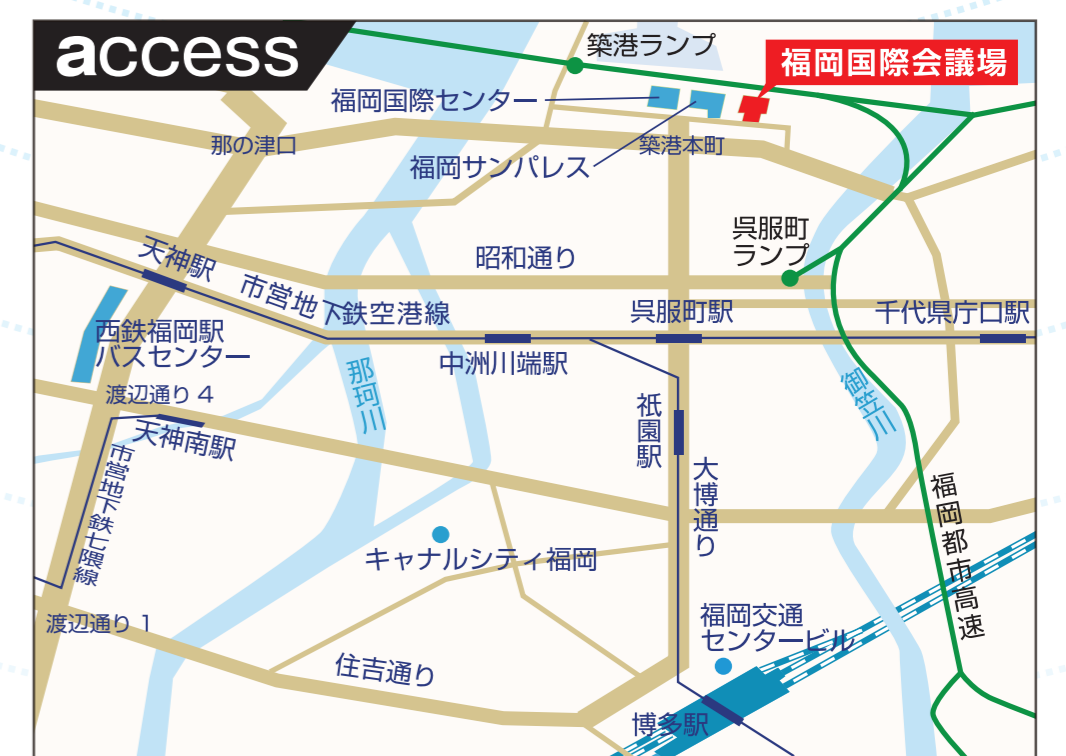 access
築港ランプ
福岡国際会議場
福岡国際センター
那の津口
築港本町
福岡サンパレス
呉服町
ランプ
天神駅
昭和通り
市営地下鉄空港線
呉服町駅
千代県庁口駅
西鉄福岡駅
バスセンター
中洲川端駅
那珂川
御笠川
渡辺通り4
天神南駅
祇園駅
市営地下鉄七隈線
大博通り
福岡都市高速
キャナルシティ福岡
渡辺通り1
福岡交通
センタービル
住吉通り
博多駅